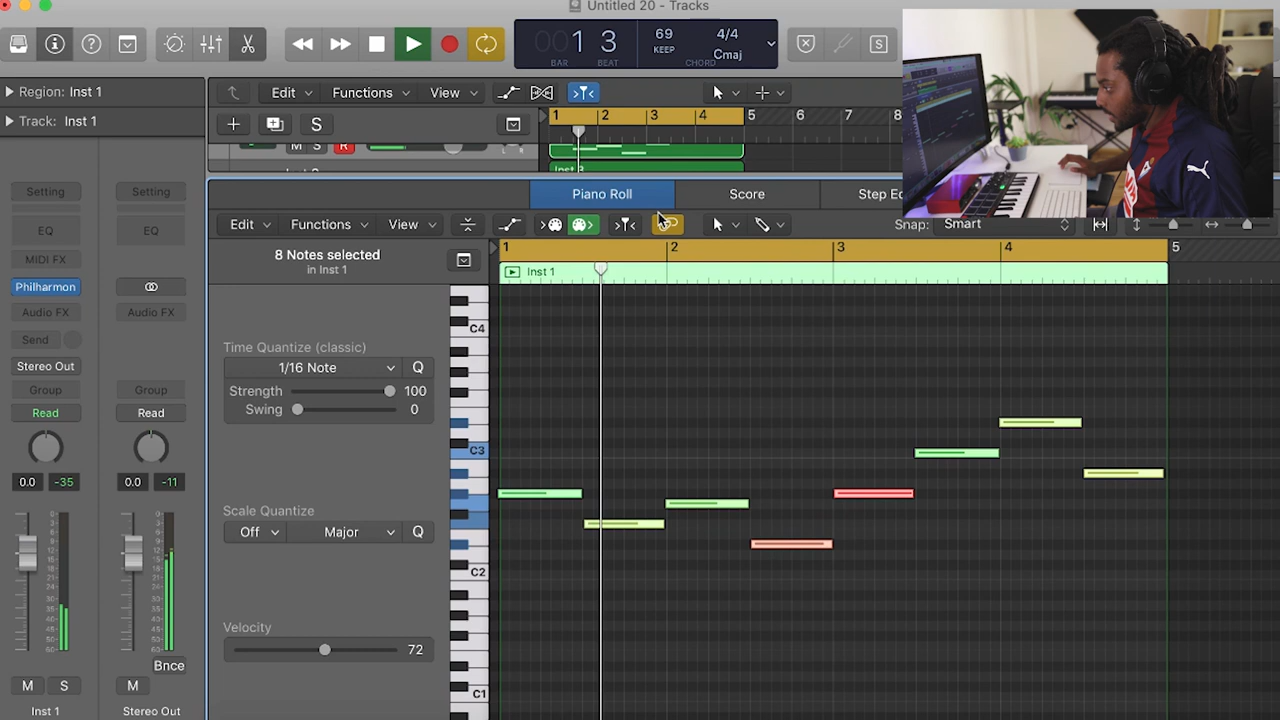 Untitled 20 - Tracks
001 3
BAR BEAT
69
KEEP
4/4
Cmaj
CHORD
S
Region: Inst 1
Track: Inst 1
Edit Functions View
1 2 3 4 5 6 7 8
S
M S R
Piano Roll Score
Edit Functions View
Snap: Smart
8 Notes selected
in Inst 1
1 2 3 4 5
Inst 1
Setting Setting
EQ EQ
MIDI FX
Philharmon
Audio FX Audio FX
Send
Stereo Out
Group Group
Read Read
0.0 -35 0.0 -11
Bnce
M S M
Inst 1 Stereo Out
Time Quantize (classic)
1/16 Note Q
Strength 100
Swing 0
Scale Quantize
Off Major Q
Velocity
72
C4
C3
C2
C1